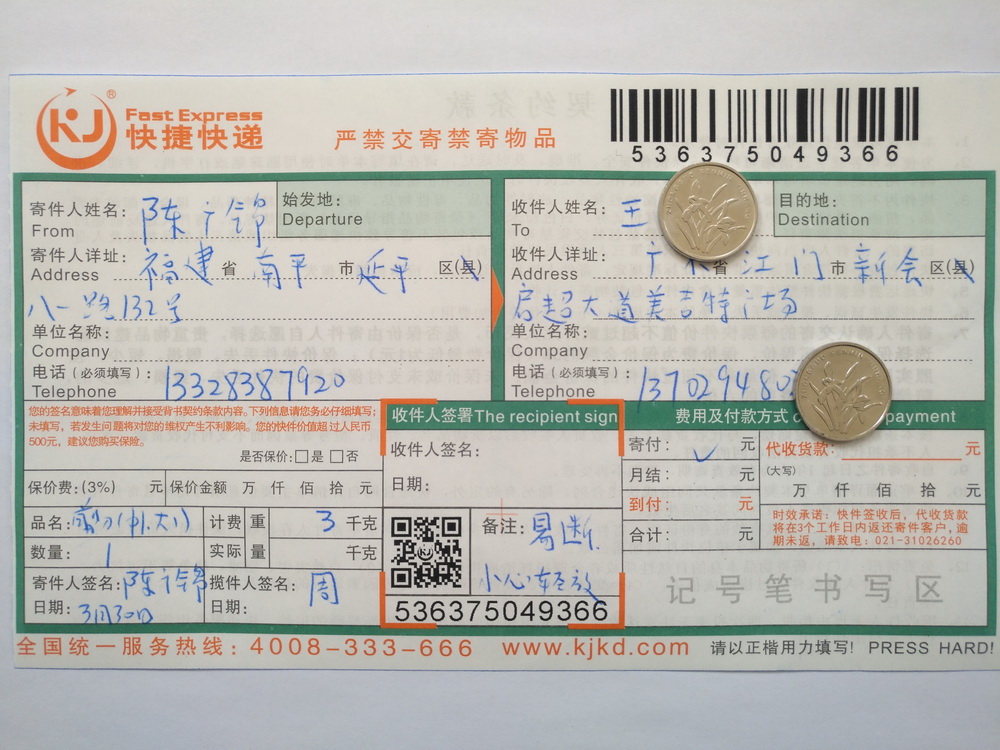 KJ® Fast Express
快捷快递
严禁交寄禁寄物品
536375049366
寄件人姓名: 陈
From
始发地:
Departure
寄件人详址: 福建 省 南平 市 延平 区(县)
Address
八一路132号
单位名称:
Company
电话(必须填写): 13328387920
Telephone
收件人姓名: 王
To
目的地:
Destination
收件人详址: 广东 省 江门 市 新会 区(县)
Address
启超大道美吉特广场
单位名称:
Company
电话(必须填写): 137029480
Telephone
您的签名意味着您理解并接受背书契约条款内容。下列信息请您务必仔细填写;
未填写,若发生问题将对您的维权产生不利影响。您的快件价值超过人民币
500元,建议您购买保险。
是否保价:□是 □否
保价费:(3%) 元 保价金额 万 仟 佰 拾 元
品名: 剪刀(中、大) 计费 重 3 千克
数量: 1 实际 量 千克
寄件人签名: 陈 揽件人签名: 周
日期: 3月30日 日期:
收件人签署The recipient sign
收件人签名:
日期:
备注: 易断
小心轻放
536375049366
费用及付款方式 payment
寄付: ✓ 元
月结: 元
到付: 元
合计: 元
代收货款: 元
(大写)
万 仟 佰 拾 元
时效承诺: 快件签收后,代收货款
将在3个工作日内返还寄件客户,逾
期未返,请致电: 021-31026260
记号笔书写区
全国统一服务热线: 4008-333-666 www.kjkd.com 请以正楷用力填写! PRESS HARD!